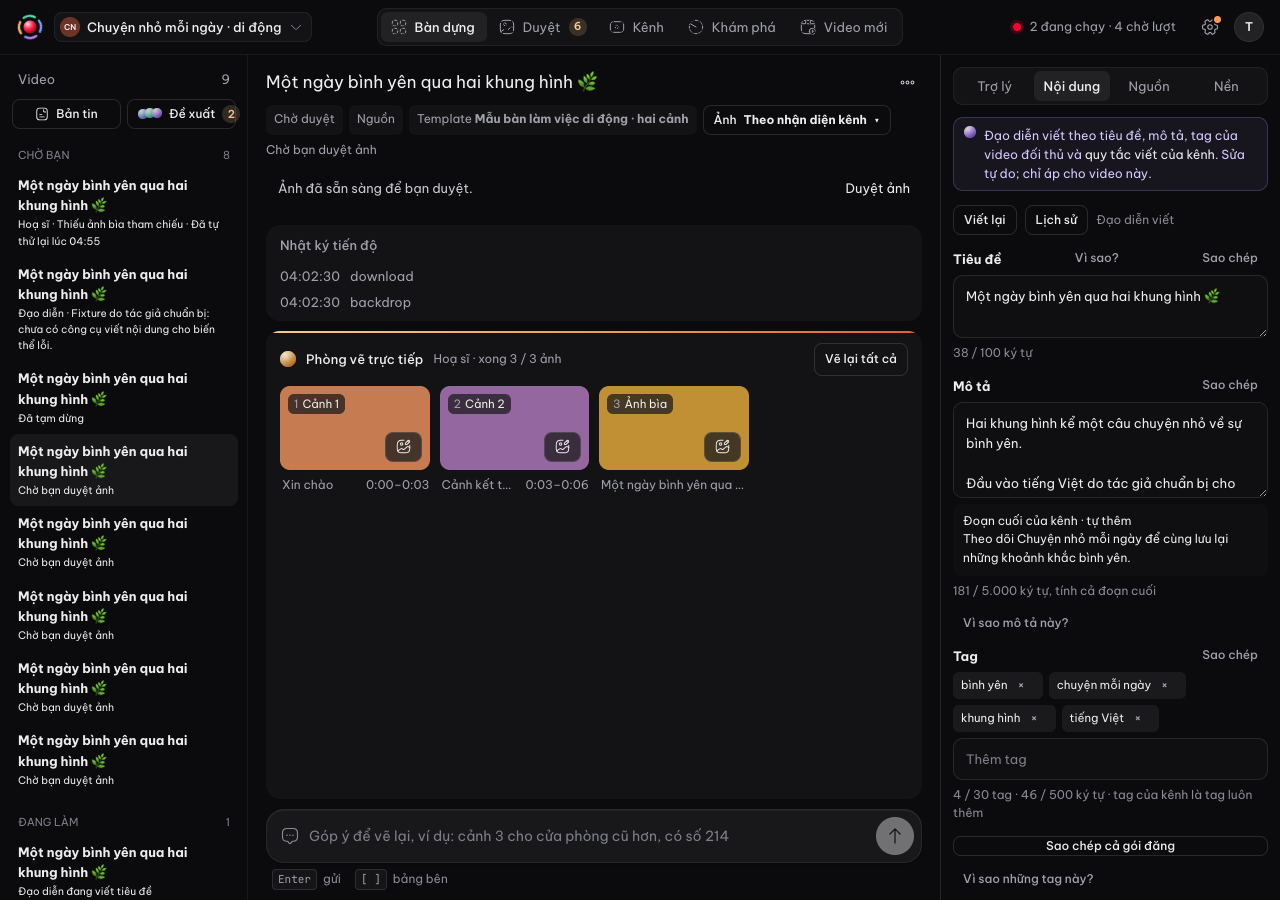 CN Chuyện nhỏ mỗi ngày · di động
Bàn dựng
Duyệt 6
Kênh
Khám phá
Video mới
2 đang chạy · 4 chờ lượt
T
Video 9
Bản tin
Đề xuất 2
CHỜ BẠN 8
Một ngày bình yên qua hai
khung hình 🌿
Hoạ sĩ · Thiếu ảnh bìa tham chiếu · Đã tự
thử lại lúc 04:55
Một ngày bình yên qua hai
khung hình 🌿
Đạo diễn · Fixture do tác giả chuẩn bị:
chưa có công cụ viết nội dung cho biến
thể lỗi.
Một ngày bình yên qua hai
khung hình 🌿
Đã tạm dừng
Một ngày bình yên qua hai
khung hình 🌿
Chờ bạn duyệt ảnh
Một ngày bình yên qua hai
khung hình 🌿
Chờ bạn duyệt ảnh
Một ngày bình yên qua hai
khung hình 🌿
Chờ bạn duyệt ảnh
Một ngày bình yên qua hai
khung hình 🌿
Chờ bạn duyệt ảnh
Một ngày bình yên qua hai
khung hình 🌿
Chờ bạn duyệt ảnh
ĐANG LÀM 1
Một ngày bình yên qua hai
khung hình 🌿
Đạo diễn đang viết tiêu đề
Một ngày bình yên qua hai khung hình 🌿
Chờ duyệt
Nguồn
Template Mẫu bàn làm việc di động · hai cảnh
Ảnh Theo nhận diện kênh
Chờ bạn duyệt ảnh
Ảnh đã sẵn sàng để bạn duyệt.
Duyệt ảnh
Nhật ký tiến độ
04:02:30 download
04:02:30 backdrop
Phòng vẽ trực tiếp
Hoạ sĩ · xong 3 / 3 ảnh
Vẽ lại tất cả
1 Cảnh 1
2 Cảnh 2
3 Ảnh bìa
Xin chào 0:00–0:03
Cảnh kết t... 0:03–0:06
Một ngày bình yên qua ...
Góp ý để vẽ lại, ví dụ: cảnh 3 cho cửa phòng cũ hơn, có số 214
Enter gửi [ ] bảng bên
Trợ lý
Nội dung
Nguồn
Nền
Đạo diễn viết theo tiêu đề, mô tả, tag của
video đối thủ và quy tắc viết của kênh. Sửa
tự do; chỉ áp cho video này.
Viết lại
Lịch sử
Đạo diễn viết
Tiêu đề
Vì sao?
Sao chép
Một ngày bình yên qua hai khung hình 🌿
38 / 100 ký tự
Mô tả
Sao chép
Hai khung hình kể một câu chuyện nhỏ về sự
bình yên.
Đầu vào tiếng Việt do tác giả chuẩn bị cho
Đoạn cuối của kênh · tự thêm
Theo dõi Chuyện nhỏ mỗi ngày để cùng lưu lại
những khoảnh khắc bình yên.
181 / 5.000 ký tự, tính cả đoạn cuối
Vì sao mô tả này?
Tag
Sao chép
bình yên ×
chuyện mỗi ngày ×
khung hình ×
tiếng Việt ×
Thêm tag
4 / 30 tag · 46 / 500 ký tự · tag của kênh là tag luôn
thêm
Sao chép cả gói đăng
Vì sao những tag này?